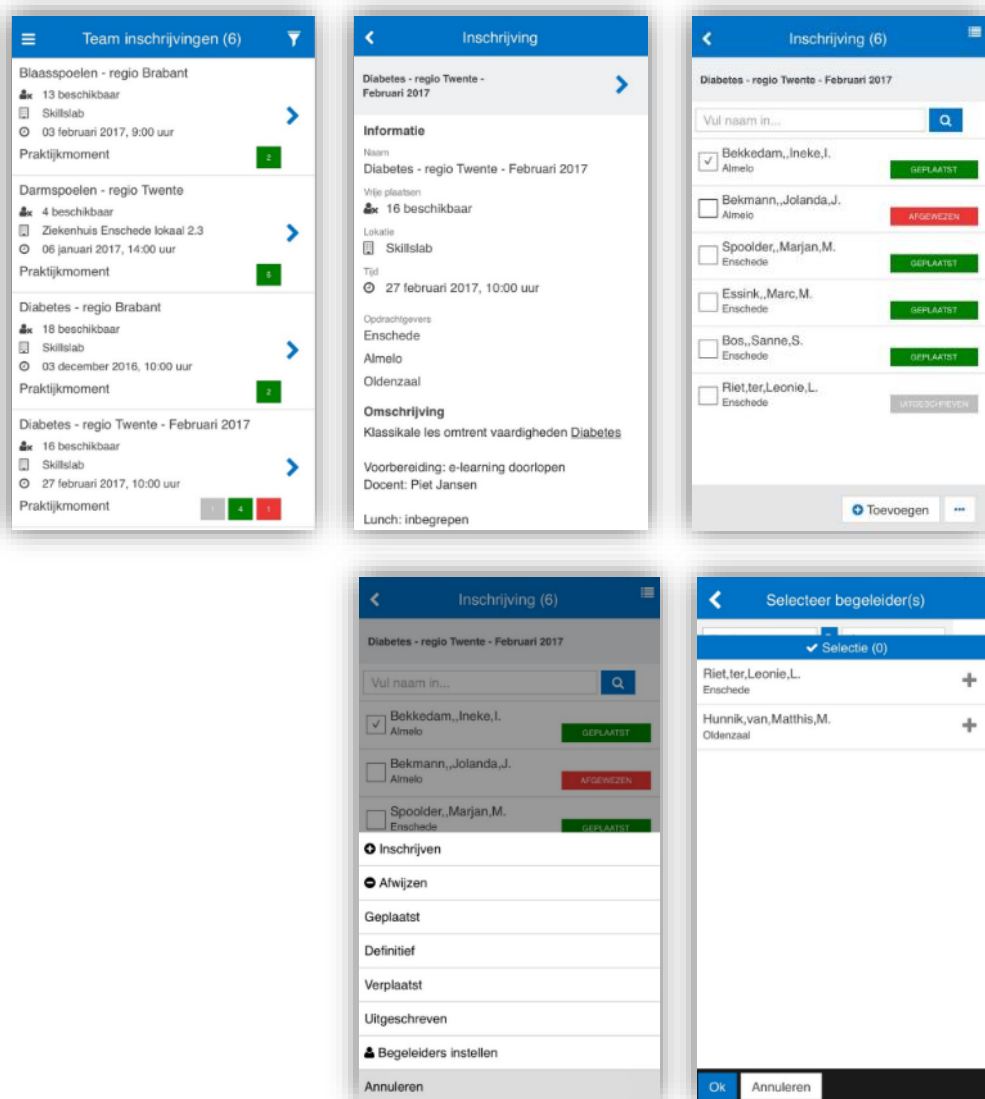 Team inschrijvingen (6)
Blaasspoelen - regio Brabant
13 beschikbaar
Skillslab
03 februari 2017, 9:00 uur
Praktijkmoment
2
Darmspoelen - regio Twente
4 beschikbaar
Ziekenhuis Enschede lokaal 2.3
06 januari 2017, 14:00 uur
Praktijkmoment
Diabetes - regio Brabant
18 beschikbaar
Skillslab
03 december 2016, 10:00 uur
Praktijkmoment
2
Diabetes - regio Twente - Februari 2017
16 beschikbaar
Skillslab
27 februari 2017, 10:00 uur
Praktijkmoment
1 4 1
Inschrijving
Diabetes - regio Twente -
Februari 2017
Informatie
Naam
Diabetes - regio Twente - Februari 2017
Vrije plaatsen
16 beschikbaar
Lokatie
Skillslab
Tijd
27 februari 2017, 10:00 uur
Opdrachtgevers
Enschede
Almelo
Oldenzaal
Omschrijving
Klassikale les omtrent vaardigheden Diabetes
Voorbereiding: e-learning doorlopen
Docent: Piet Jansen
Lunch: inbegrepen
Inschrijving (6)
Diabetes - regio Twente - Februari 2017
Vul naam in...
Bekkedam,,Ineke,I.
Almelo
GEPLAATST
Bekmann,,Jolanda,J.
Almelo
AFGEWEZEN
Spoolder,,Marjan,M.
Enschede
GEPLAATST
Essink,,Marc,M.
Enschede
GEPLAATST
Bos,,Sanne,S.
Enschede
GEPLAATST
Riet,ter,Leonie,L.
Enschede
UITGESCHREVEN
Toevoegen
Inschrijving (6)
Diabetes - regio Twente - Februari 2017
Vul naam in...
Bekkedam,,Ineke,I.
Almelo
GEPLAATST
Bekmann,,Jolanda,J.
Almelo
AFGEWEZEN
Spoolder,,Marjan,M.
Enschede
GEPLAATST
Inschrijven
Afwijzen
Geplaatst
Definitief
Verplaatst
Uitgeschreven
Begeleiders instellen
Annuleren
Selecteer begeleider(s)
Selectie (0)
Riet,ter,Leonie,L.
Enschede
Hunnik,van,Matthis,M.
Oldenzaal
Ok Annuleren